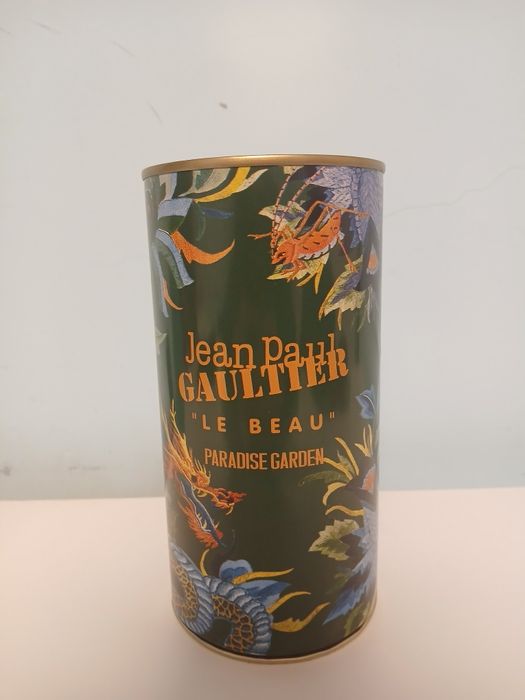 Jean Paul
GAULTIER
"LE BEAU"
PARADISE GARDEN